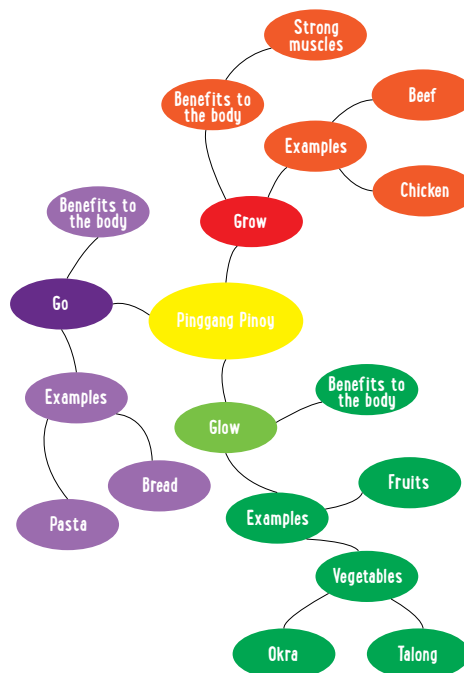 Strong
muscles
Benefits to
the body
Beef
Examples
Chicken
Grow
Benefits to
the body
Go
Pinggang Pinoy
Examples
Bread
Pasta
Benefits to
the body
Glow
Fruits
Examples
Vegetables
Okra
Talong